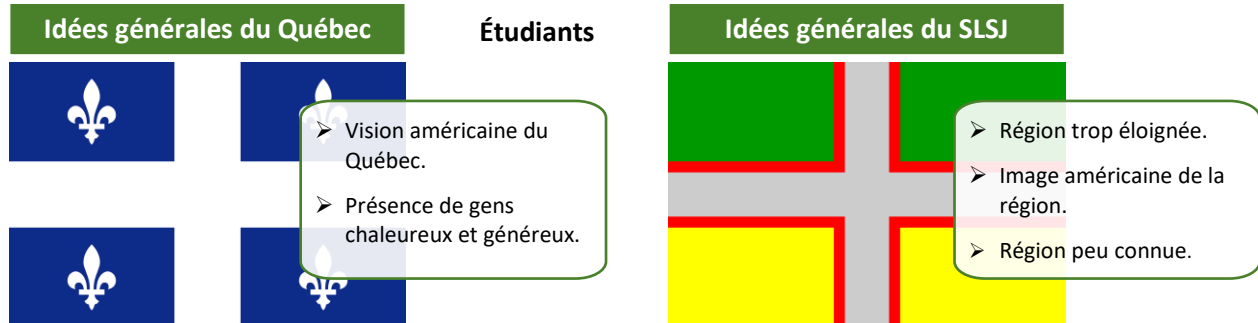 Idées générales du Québec
Étudiants
Idées générales du SLSJ
➢ Vision américaine du
Québec.
➢ Présence de gens
chaleureux et généreux.
➢ Région trop éloignée.
➢ Image américaine de la
région.
➢ Région peu connue.